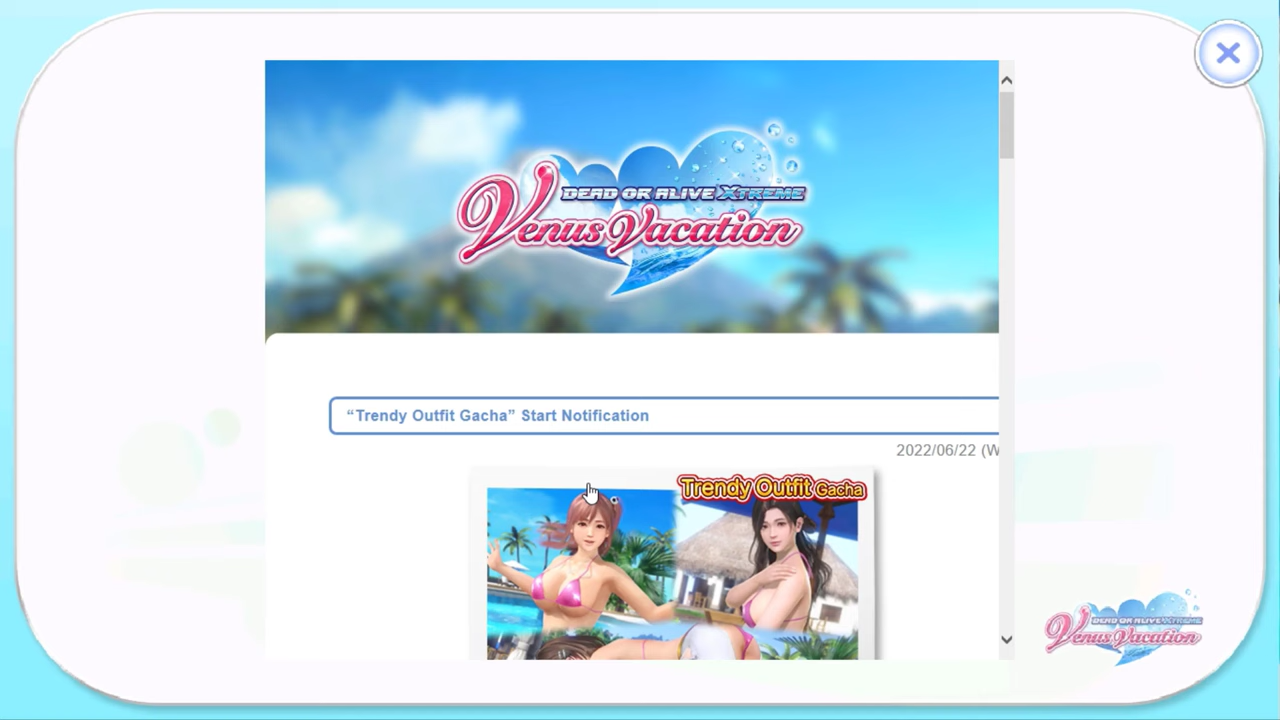 DEAD OR ALIVE XTREME
Venus Vacation
“Trendy Outfit Gacha” Start Notification
2022/06/22 (W
Trendy Outfit Gacha
DEAD OR ALIVE XTREME
Venus Vacation